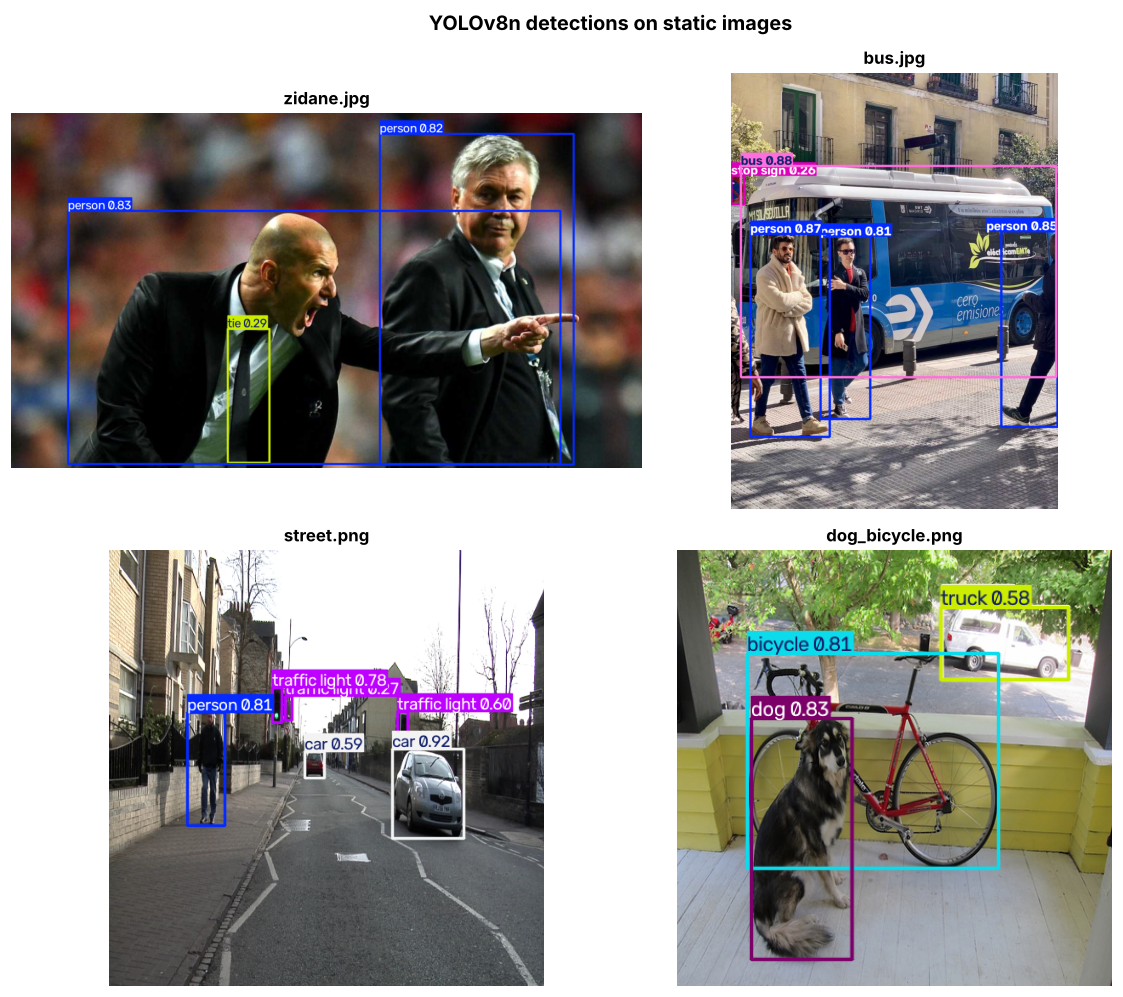 YOLOv8n detections on static images
zidane.jpg
person 0.83
person 0.82
tie 0.29
bus.jpg
bus 0.88
stop sign 0.26
person 0.87
person 0.81
person 0.85
cero
emisiones
street.png
traffic light 0.78
traffic light 0.27
traffic light 0.60
person 0.81
car 0.59
car 0.92
dog_bicycle.png
truck 0.58
bicycle 0.81
dog 0.83